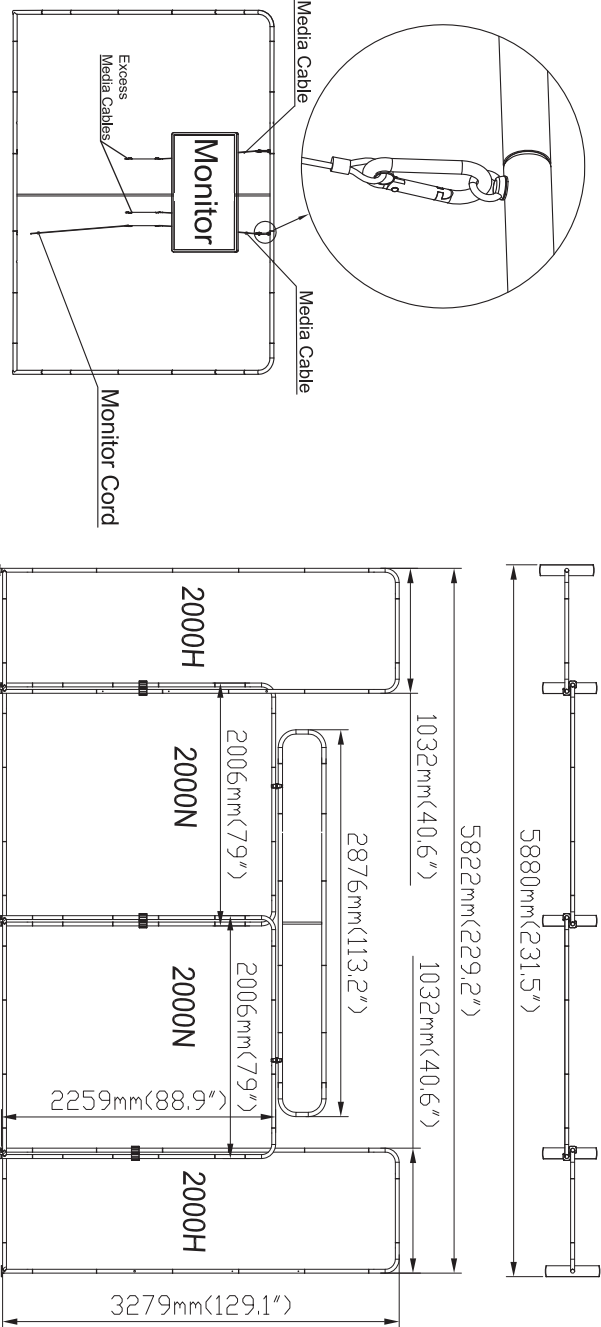 Media Cable
Excess
Media Cables
Monitor
Media Cable
Monitor Cord
5880mm(231.5")
5822mm(229.2")
1032mm(40.6")
1032mm(40.6")
2876mm(113.2")
2006mm(79")
2006mm(79")
2000H
2000N
2000N
2000H
2259mm(88.9")
3279mm(129.1")